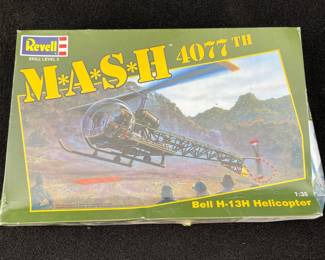 Revell
SKILL LEVEL 2
M*A*S*H 4077TH
1:35
Bell H-13H Helicopter